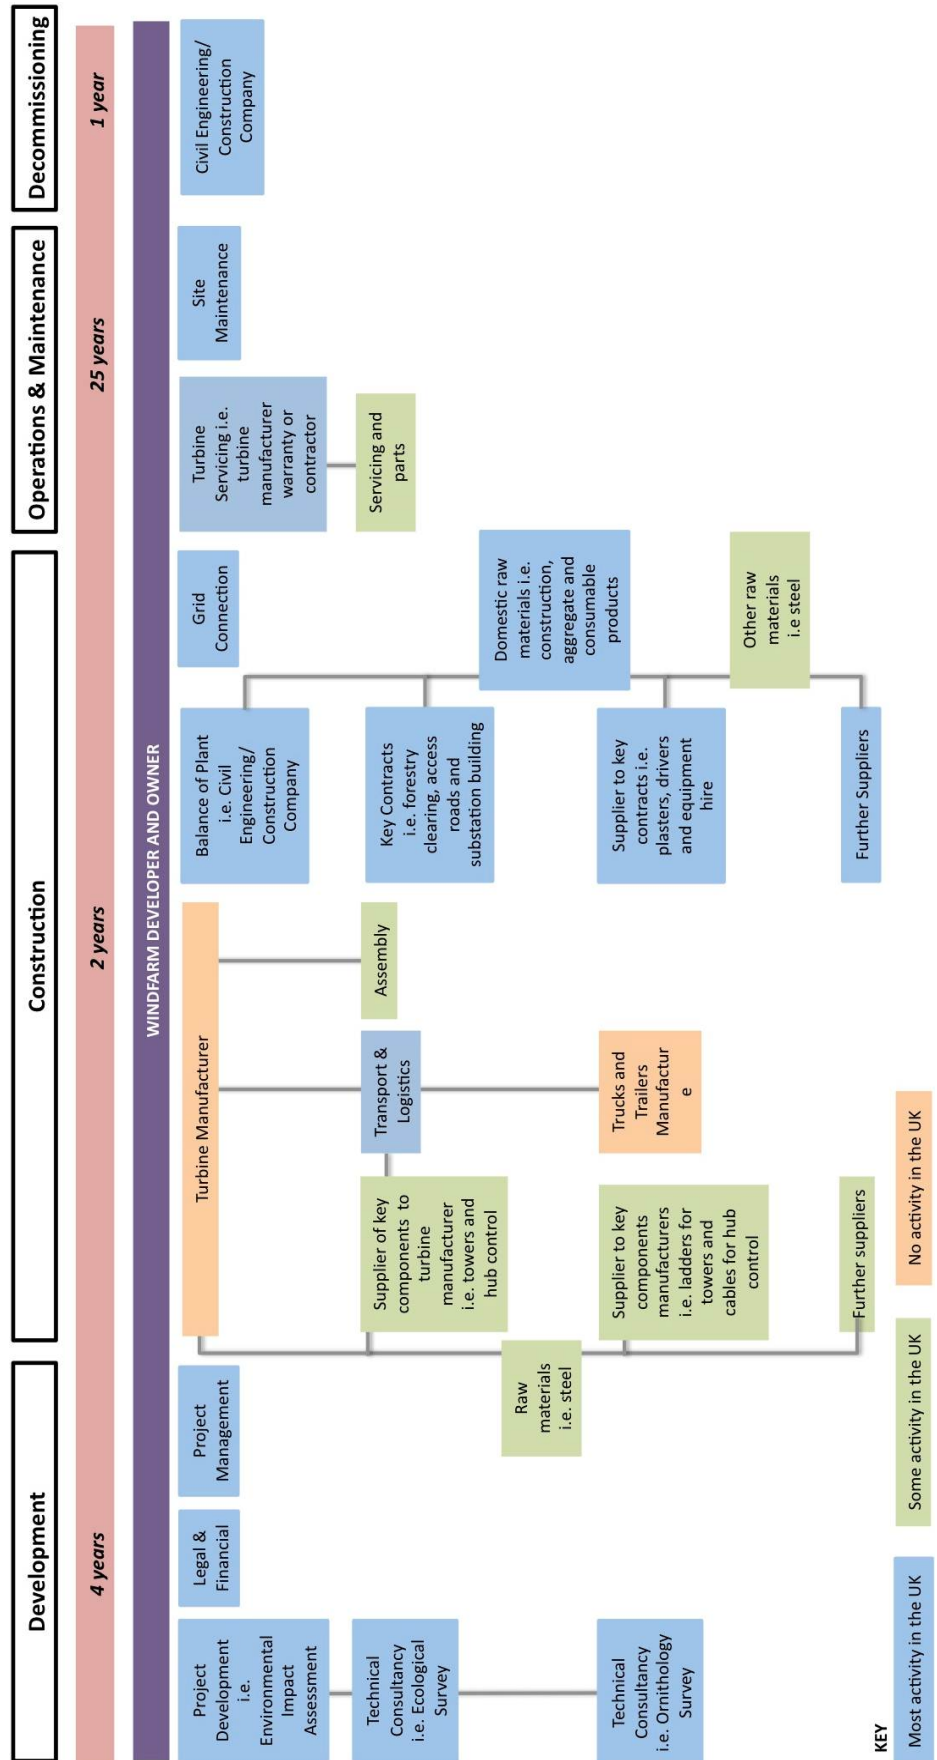 Development
Construction
Operations & Maintenance
Decommissioning
4 years
2 years
25 years
1 year
WINDFARM DEVELOPER AND OWNER
Project
Development
i.e.
Environmental
Impact
Assessment
Technical
Consultancy
i.e. Ecological
Survey
Technical
Consultancy
i.e. Ornithology
Survey
Legal &
Financial
Project
Management
Turbine Manufacturer
Raw
materials
i.e. steel
Supplier of key
components to
turbine
manufacturer
i.e. towers and
hub control
Supplier to key
components
manufacturers
i.e. ladders for
towers and
cables for hub
control
Further suppliers
Transport &
Logistics
Trucks and
Trailers
Manufactur
e
Assembly
Balance of Plant
i.e. Civil
Engineering/
Construction
Company
Key Contracts
i.e. forestry
clearing, access
roads and
substation building
Supplier to key
contracts i.e.
plasters, drivers
and equipment
hire
Further Suppliers
Grid
Connection
Domestic raw
materials i.e.
construction,
aggregate and
consumable
products
Other raw
materials
i.e steel
Turbine
Servicing i.e.
turbine
manufacturer
warranty or
contractor
Servicing and
parts
Site
Maintenance
Civil Engineering/
Construction
Company
KEY
Most activity in the UK
Some activity in the UK
No activity in the UK